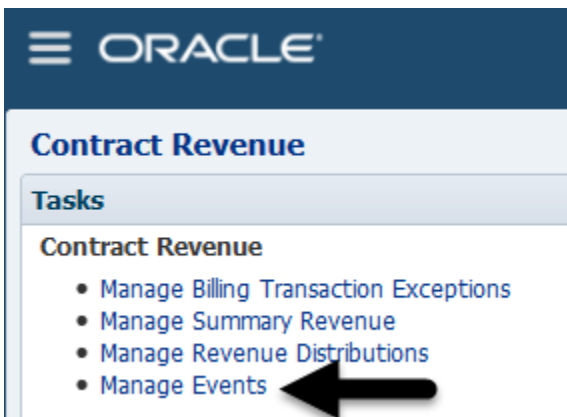 ORACLE
Contract Revenue
Tasks
Contract Revenue
• Manage Billing Transaction Exceptions
• Manage Summary Revenue
• Manage Revenue Distributions
• Manage Events